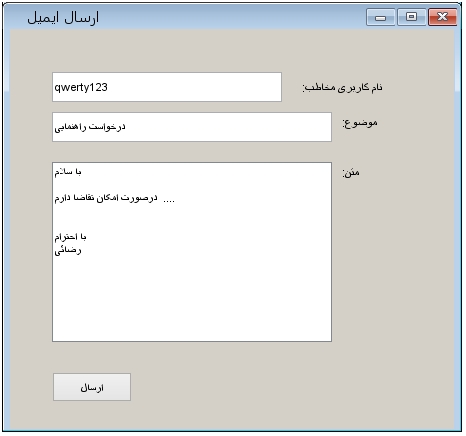 ارسال ایمیل
نام کاربری مخاطب:
qwerty123
موضوع:
درخواست راهنمایی
متن:
با سلام
درصورت امکان تقاضا دارم ....
با احترام
رضائی
ارسال